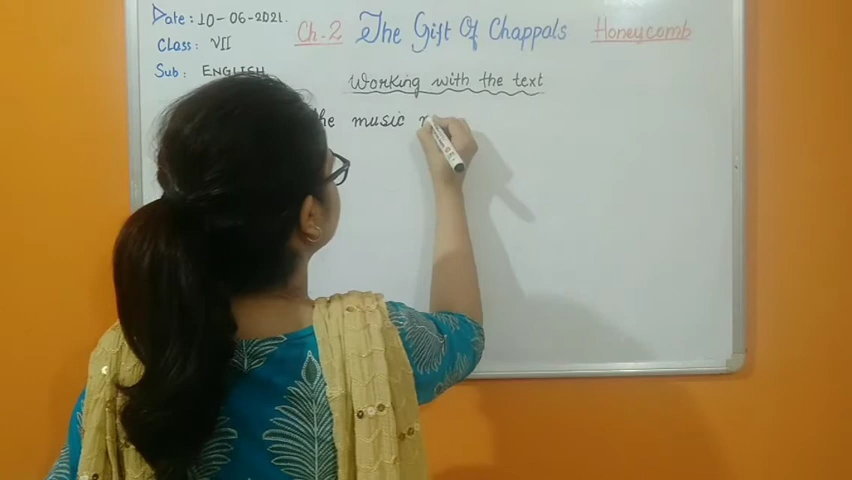 Date: 10-06-2021.
Ch.2 The Gift Of Chappals Honeycomb
Class: VII
Sub: ENGLISH
Working with the text
the music